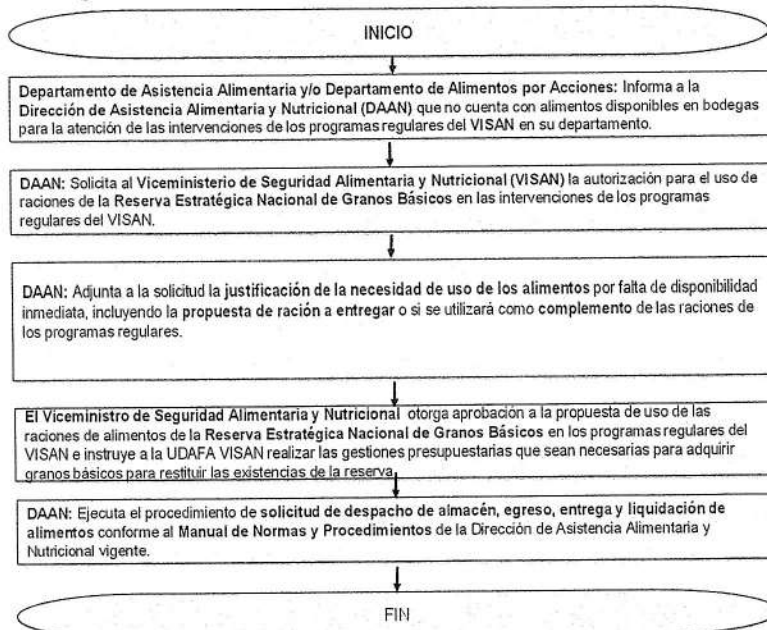 INICIO
Departamento de Asistencia Alimentaria y/o Departamento de Alimentos por Acciones: Informa a la
Dirección de Asistencia Alimentaria y Nutricional (DAAN) que no cuenta con alimentos disponibles en bodegas
para la atención de las intervenciones de los programas regulares del VISAN en su departamento.
DAAN: Solicita al Viceministerio de Seguridad Alimentaria y Nutricional (VISAN) la autorización para el uso de
raciones de la Reserva Estratégica Nacional de Granos Básicos en las intervenciones de los programas
regulares del VISAN.
DAAN: Adjunta a la solicitud la justificación de la necesidad de uso de los alimentos por falta de disponibilidad
inmediata, incluyendo la propuesta de ración a entregar o si se utilizará como complemento de las raciones de
los programas regulares.
El Viceministro de Seguridad Alimentaria y Nutricional otorga aprobación a la propuesta de uso de las
raciones de alimentos de la Reserva Estratégica Nacional de Granos Básicos en los programas regulares del
VISAN e instruye a la UDAFA VISAN realizar las gestiones presupuestarias que sean necesarias para adquirir
granos básicos para restituir las existencias de la reserva
DAAN: Ejecuta el procedimiento de solicitud de despacho de almacén, egreso, entrega y liquidación de
alimentos conforme al Manual de Normas y Procedimientos de la Dirección de Asistencia Alimentaria y
Nutricional vigente.
FIN